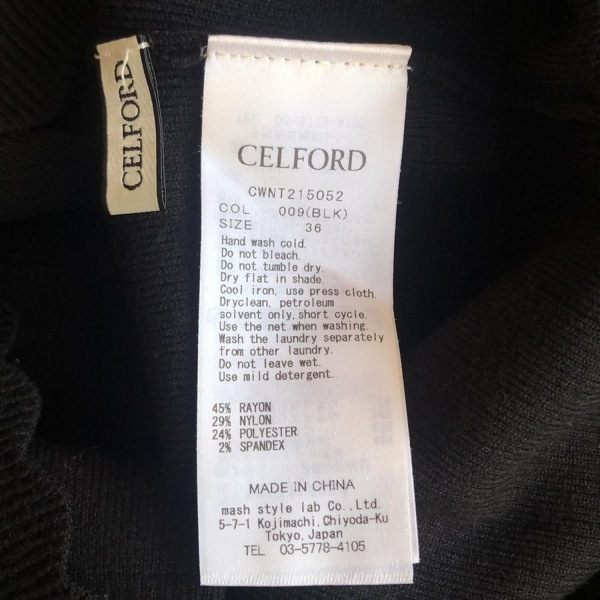 CELFORD
CELFORD
CWNT215052
COL 009(BLK)
SIZE 36
Hand wash cold.
Do not bleach.
Do not tumble dry.
Dry flat in shade.
Cool iron, use press cloth.
Dryclean, petroleum
solvent only,short cycle.
Use the net when washing.
Wash the laundry separately
from other laundry.
Do not leave wet.
Use mild detergent.
45% RAYON
29% NYLON
24% POLYESTER
2% SPANDEX
MADE IN CHINA
mash style lab Co.,Ltd.
5-7-1 Kojimachi,Chiyoda-Ku
Tokyo,Japan
TEL 03-5778-4105